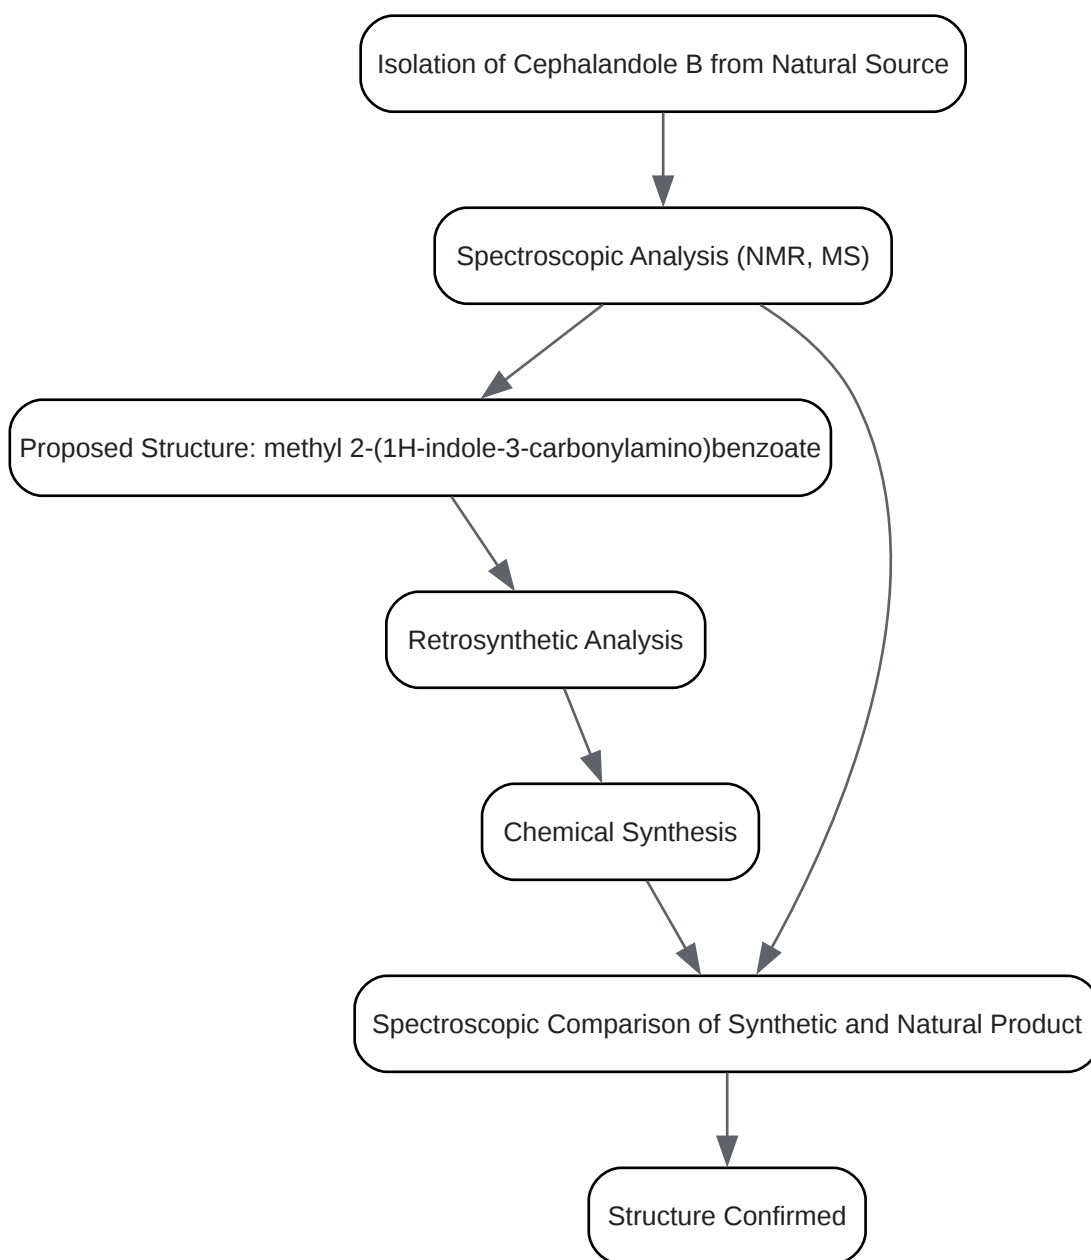 Isolation of Cephalandole B from Natural Source
Spectroscopic Analysis (NMR, MS)
Proposed Structure: methyl 2-(1H-indole-3-carbonylamino)benzoate
Retrosynthetic Analysis
Chemical Synthesis
Spectroscopic Comparison of Synthetic and Natural Product
Structure Confirmed